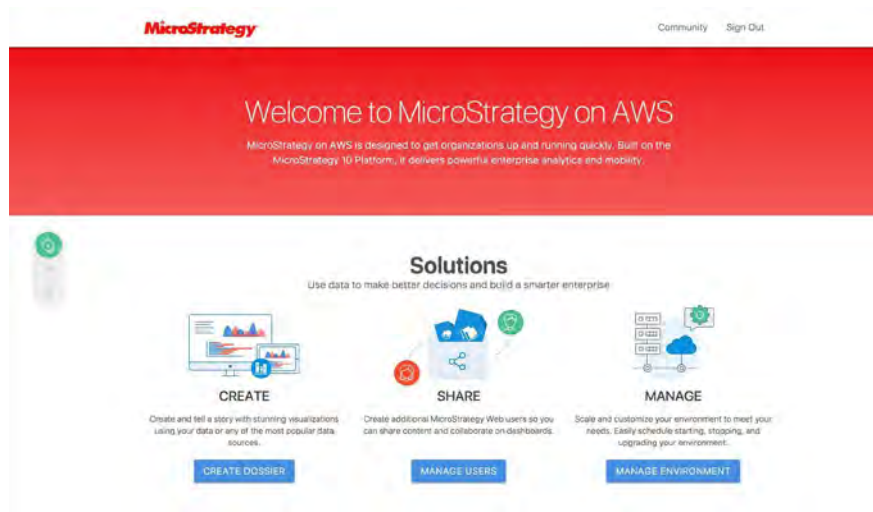 MicroStrategy
Community Sign Out
Welcome to MicroStrategy on AWS
MicroStrategy on AWS is designed to get organizations up and running quickly. Built on the
MicroStrategy 10 Platform, it delivers powerful enterprise analytics and mobility.
Solutions
Use data to make better decisions and build a smarter enterprise
CREATE
Create and tell a story with stunning visualizations
using your data or any of the most popular data
sources.
CREATE DOSSIER
SHARE
Create additional MicroStrategy Web users so you
can share content and collaborate on dashboards.
MANAGE USERS
MANAGE
Scale and customize your environment to meet your
needs. Easily schedule starting, stopping, and
upgrading your environment.
MANAGE ENVIRONMENT